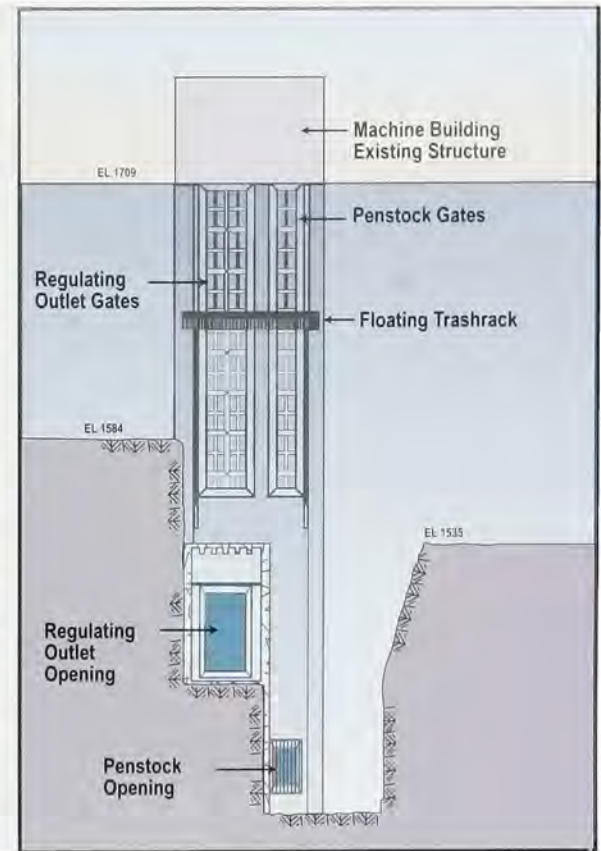 Machine Building
Existing Structure
EL 1709
Penstock Gates
Regulating
Outlet Gates
Floating Trashrack
EL 1584
EL 1535
Regulating
Outlet
Opening
Penstock
Opening